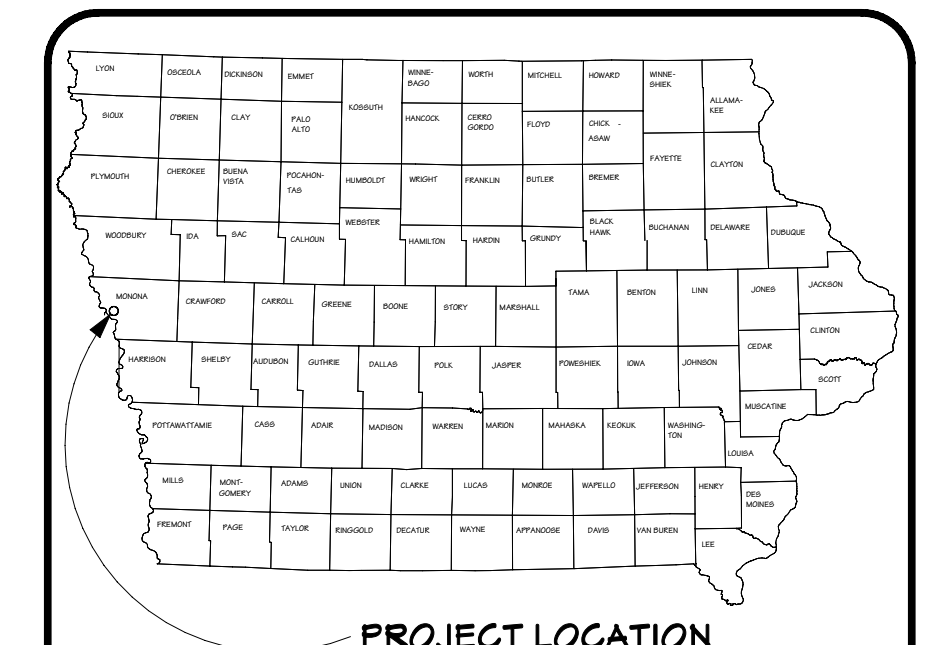 LYON
OSCEOLA
DICKINSON
EMMET
KOSSUTH
WINNE-
BAGO
WORTH
MITCHELL
HOWARD
WINNE-
SHIEK
ALLAMA-
KEE
SIOUX
O'BRIEN
CLAY
PALO
ALTO
HANCOCK
CERRO
GORDO
FLOYD
CHICK -
ASAW
FAYETTE
CLAYTON
PLYMOUTH
CHEROKEE
BUENA
VISTA
POCAHON-
TAS
HUMBOLDT
WRIGHT
FRANKLIN
BUTLER
BREMER
WEBSTER
BLACK
HAWK
BUCHANAN
DELAWARE
DUBUQUE
WOODBURY
IDA
SAC
CALHOUN
HAMILTON
HARDIN
GRUNDY
MONONA
CRAWFORD
CARROLL
GREENE
BOONE
STORY
MARSHALL
TAMA
BENTON
LINN
JONES
JACKSON
CLINTON
CEDAR
HARRISON
SHELBY
AUDUBON
GUTHRIE
DALLAS
POLK
JASPER
POWESHIEK
IOWA
JOHNSON
SCOTT
MUSCATINE
POTTAWATTAMIE
CASS
ADAIR
MADISON
WARREN
MARION
MAHASKA
KEOKUK
WASHING-
TON
LOUISA
MILLS
MONT-
GOMERY
ADAMS
UNION
CLARKE
LUCAS
MONROE
WAPELLO
JEFFERSON
HENRY
DES
MOINES
FREMONT
PAGE
TAYLOR
RINGGOLD
DECATUR
WAYNE
APPANOOSE
DAVIS
VAN BUREN
LEE
PROJECT LOCATION